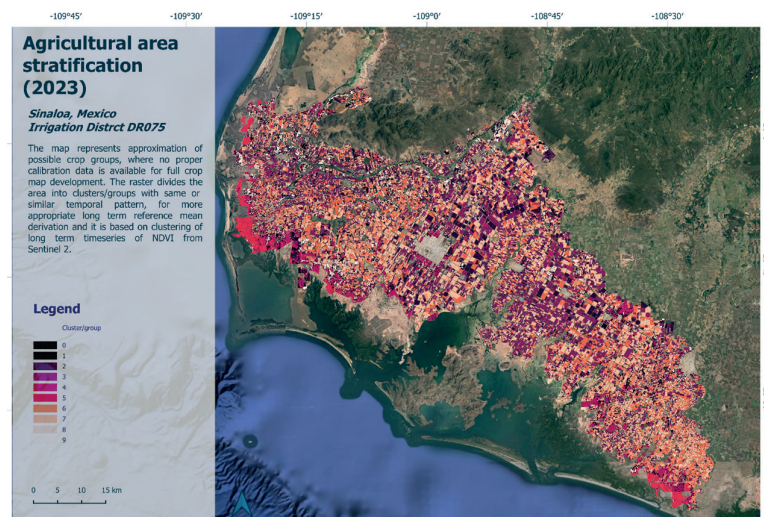 -109°45' -109°30' -109°15' -109°0' -108°45' -108°30'
Agricultural area
stratification
(2023)
Sinaloa, Mexico
Irrigation Distrct DR075
The map represents approximation of
possible crop groups, where no proper
calibration data is available for full crop
map development. The raster divides the
area into clusters/groups with same or
similar temporal pattern, for more
appropriate long term reference mean
derivation and it is based on clustering of
long term timeseries of NDVI from
Sentinel 2.
Legend
Cluster/group
0
1
2
3
4
5
6
7
8
9
0 5 10 15 km